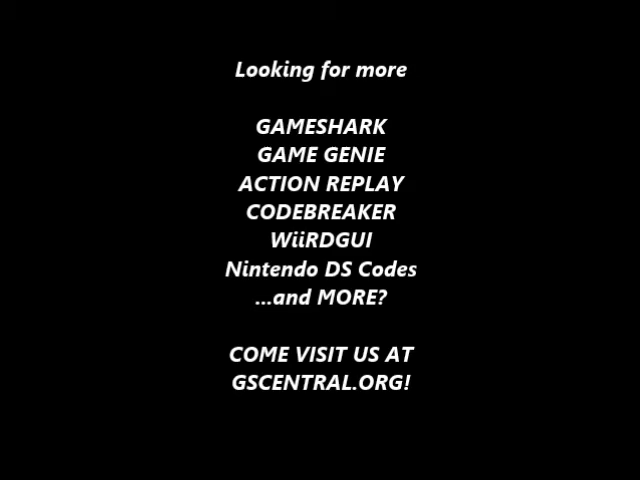 Looking for more
GAMESHARK
GAME GENIE
ACTION REPLAY
CODEBREAKER
WiiRDGUI
Nintendo DS Codes
...and MORE?
COME VISIT US AT
GSCENTRAL.ORG!